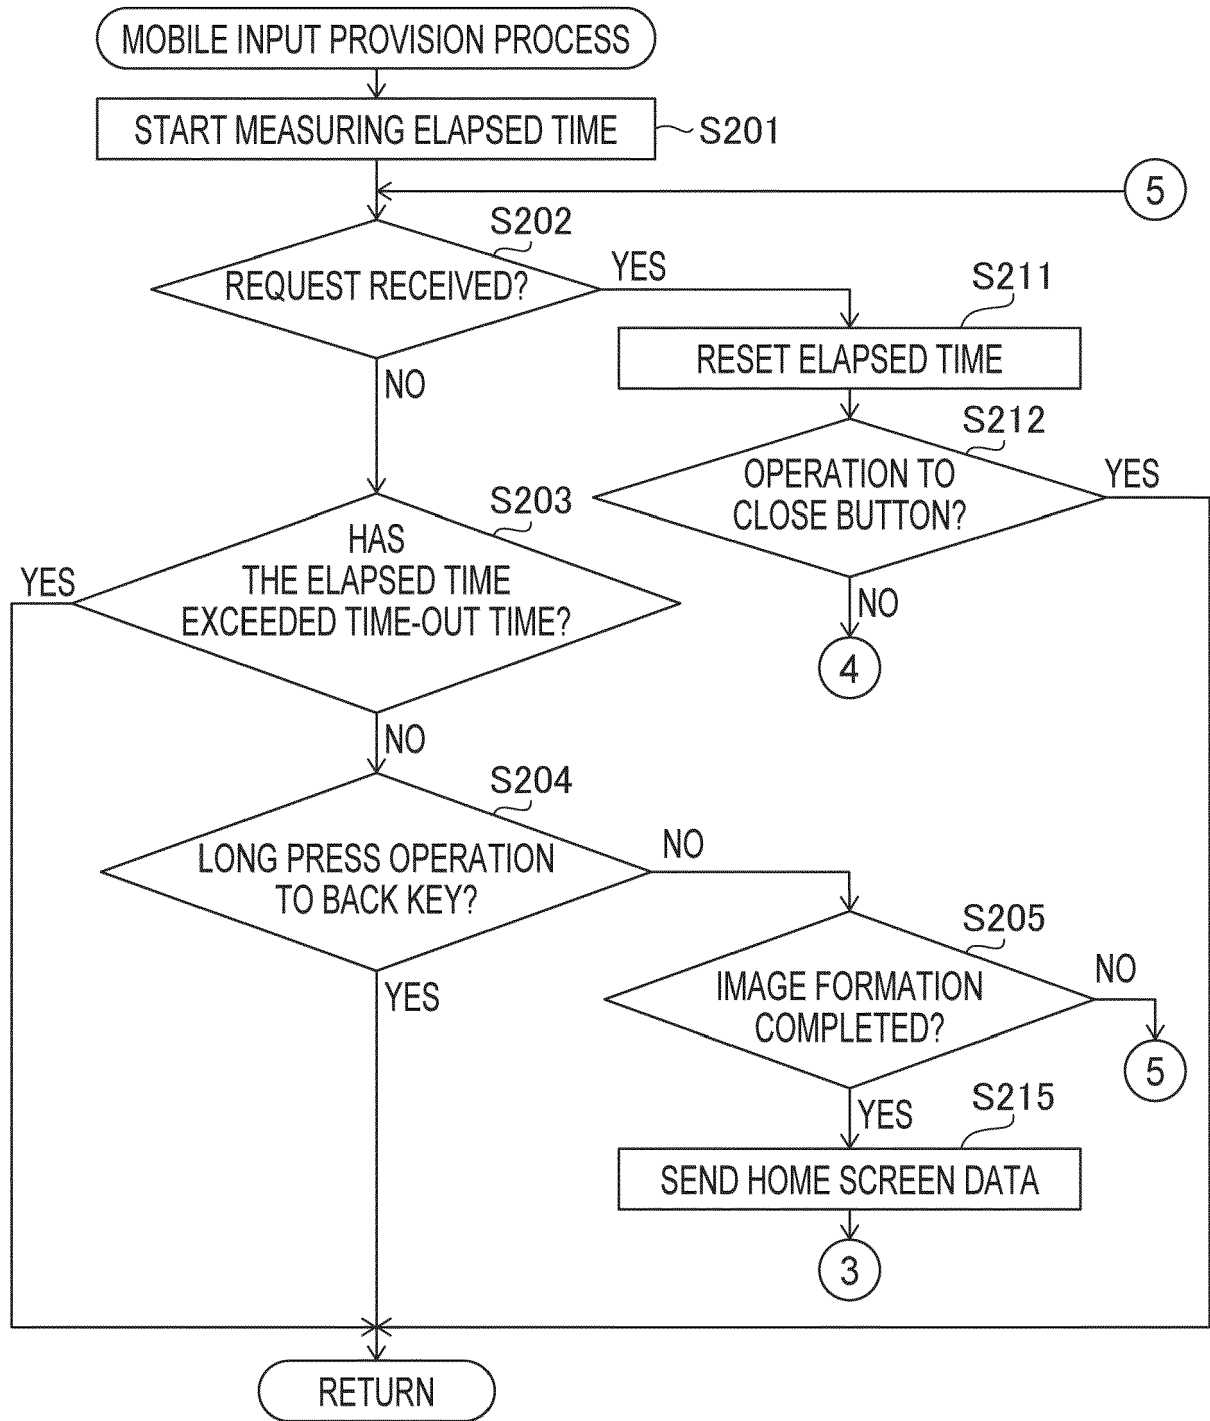 MOBILE INPUT PROVISION PROCESS
START MEASURING ELAPSED TIME
S201
5
S202
REQUEST RECEIVED?
YES
NO
S211
RESET ELAPSED TIME
S212
OPERATION TO
CLOSE BUTTON?
YES
NO
4
S203
HAS
THE ELAPSED TIME
EXCEEDED TIME-OUT TIME?
YES
NO
S204
LONG PRESS OPERATION
TO BACK KEY?
NO
YES
S205
IMAGE FORMATION
COMPLETED?
NO
5
YES
S215
SEND HOME SCREEN DATA
3
RETURN